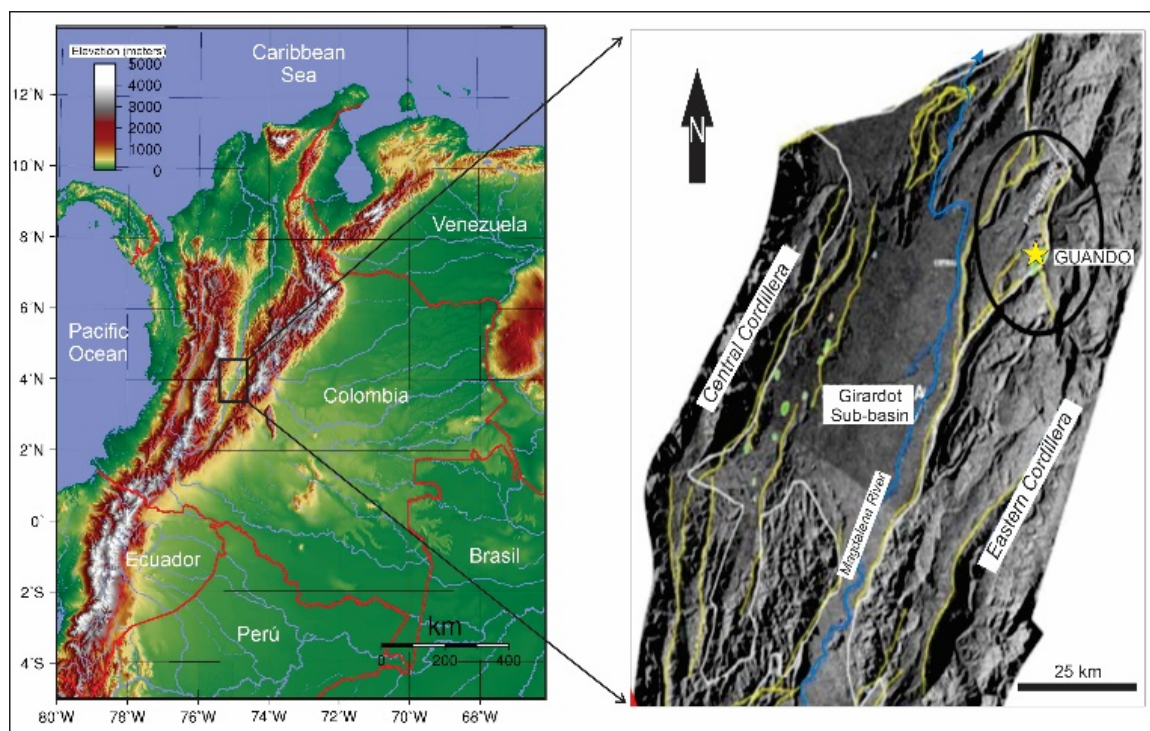 Elevation (meters)
5000
4000
3000
2000
1000
0
Caribbean
Sea
12°N
10°N
8°N
6°N
4°N
2°N
0°
2°S
4°S
Venezuela
Pacific
Ocean
Colombia
Ecuador
Brasil
Perú
km
0 200 400
80°W 78°W 76°W 74°W 72°W 70°W 68°W
N
GUANDO
Central Cordillera
Girardot
Sub-basin
Magdalena River
Eastern Cordillera
25 km